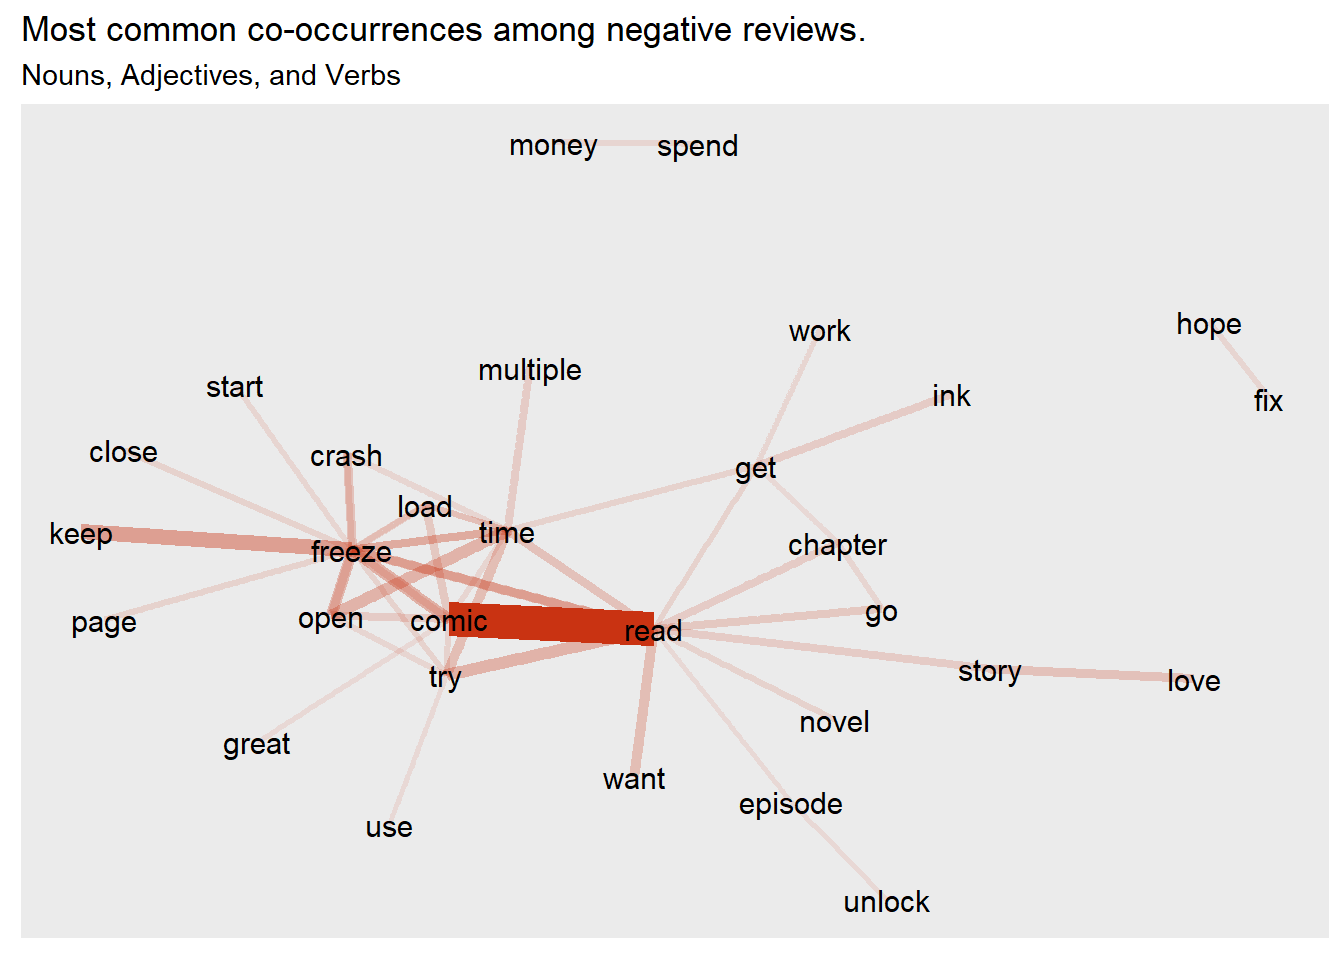 Most common co-occurrences among negative reviews.
Nouns, Adjectives, and Verbs
money spend
hope
work
multiple
start
ink
fix
close
crash
get
load
keep
time
freeze
chapter
page
open
comic
read
go
try
story
love
great
novel
want
episode
use
unlock